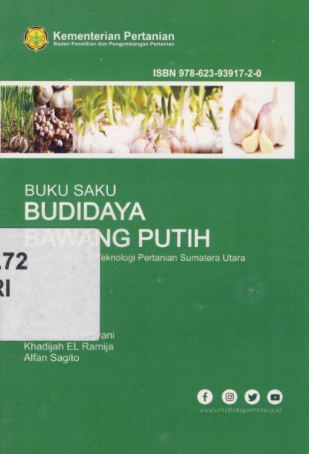 Kementerian Pertanian
Badan Penelitian dan Pengembangan Pertanian
ISBN 978-623-93917-2-0
BUKU SAKU
BUDIDAYA
BAWANG PUTIH
Teknologi Pertanian Sumatera Utara
.72
RI
Khadijah EL Ramija
Alfan Sagito